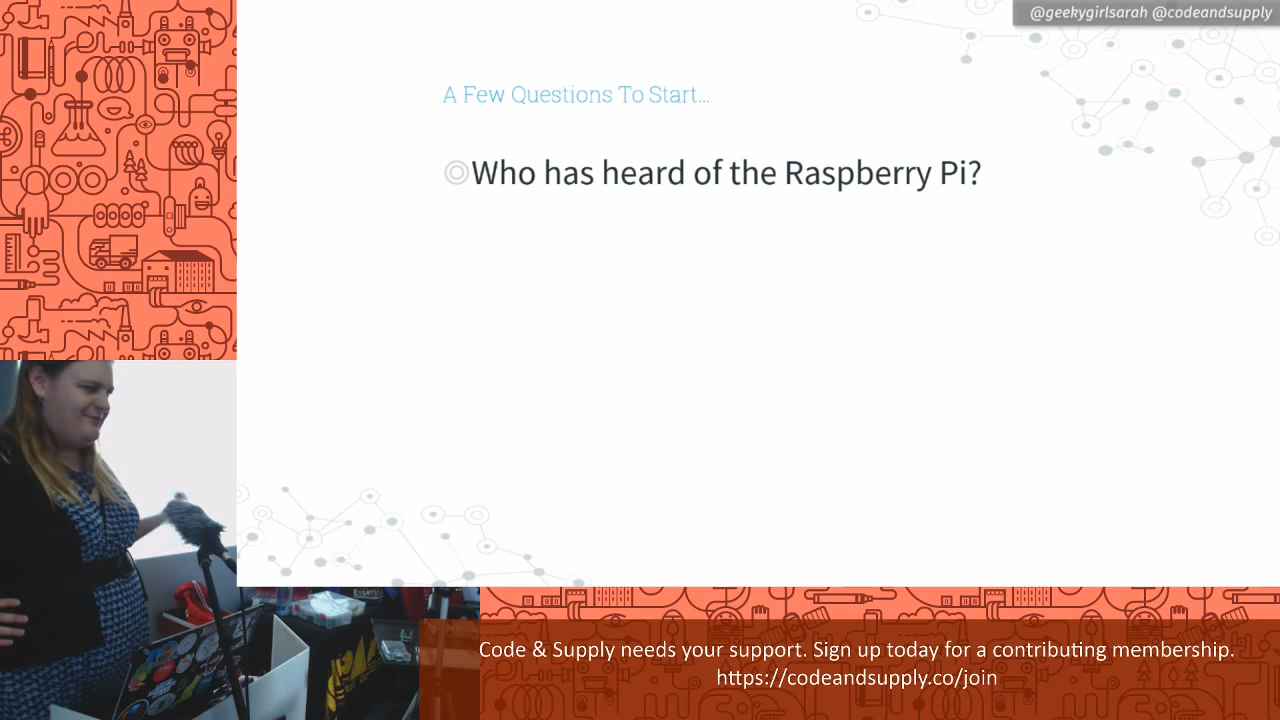 @geekygirlsarah @codeandsupply
A Few Questions To Start...
Who has heard of the Raspberry Pi?
Code & Supply needs your support. Sign up today for a contributing membership.
https://codeandsupply.co/join